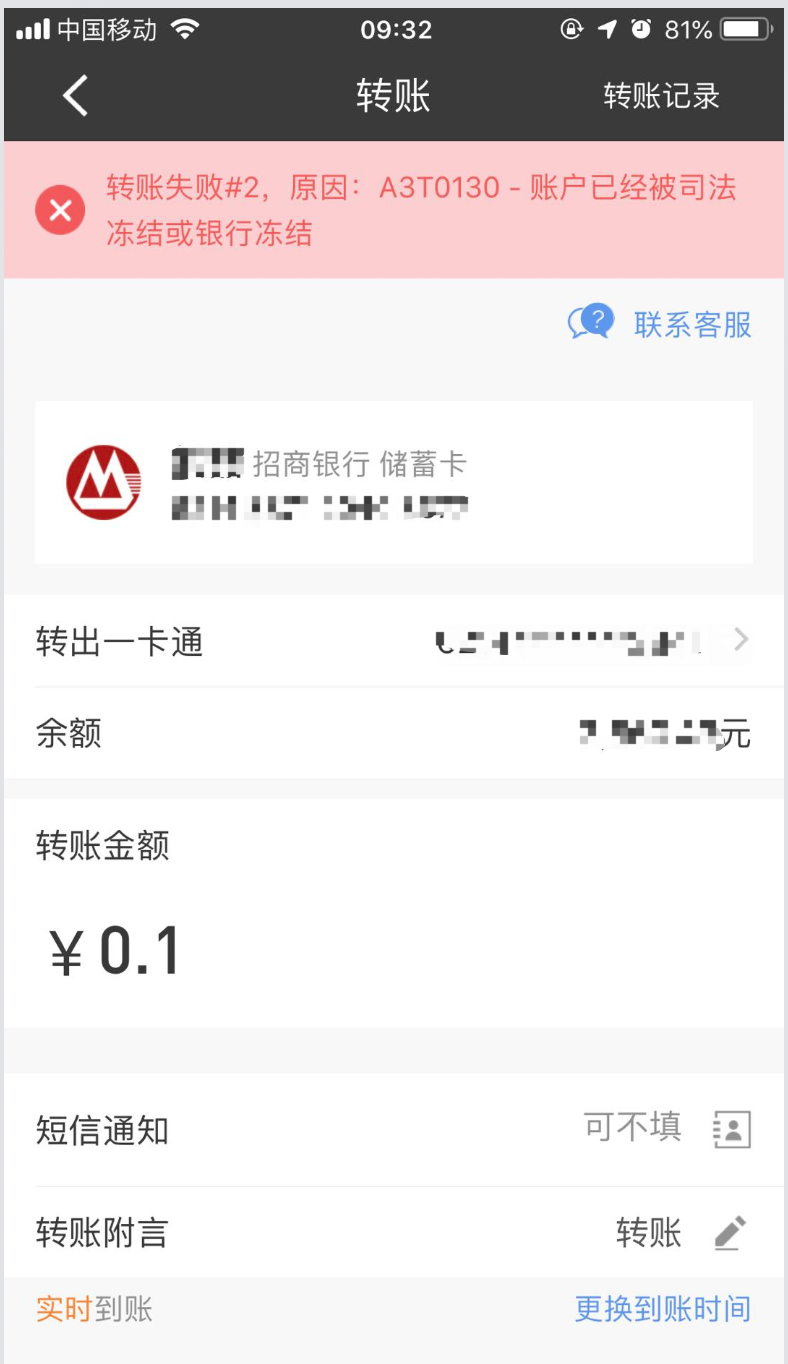 中国移动 09:32 81%
转账 转账记录
转账失败#2，原因：A3T0130 - 账户已经被司法
冻结或银行冻结
联系客服
招商银行 储蓄卡
转出一卡通
余额 元
转账金额
￥0.1
短信通知 可不填
转账附言 转账
实时到账 更换到账时间